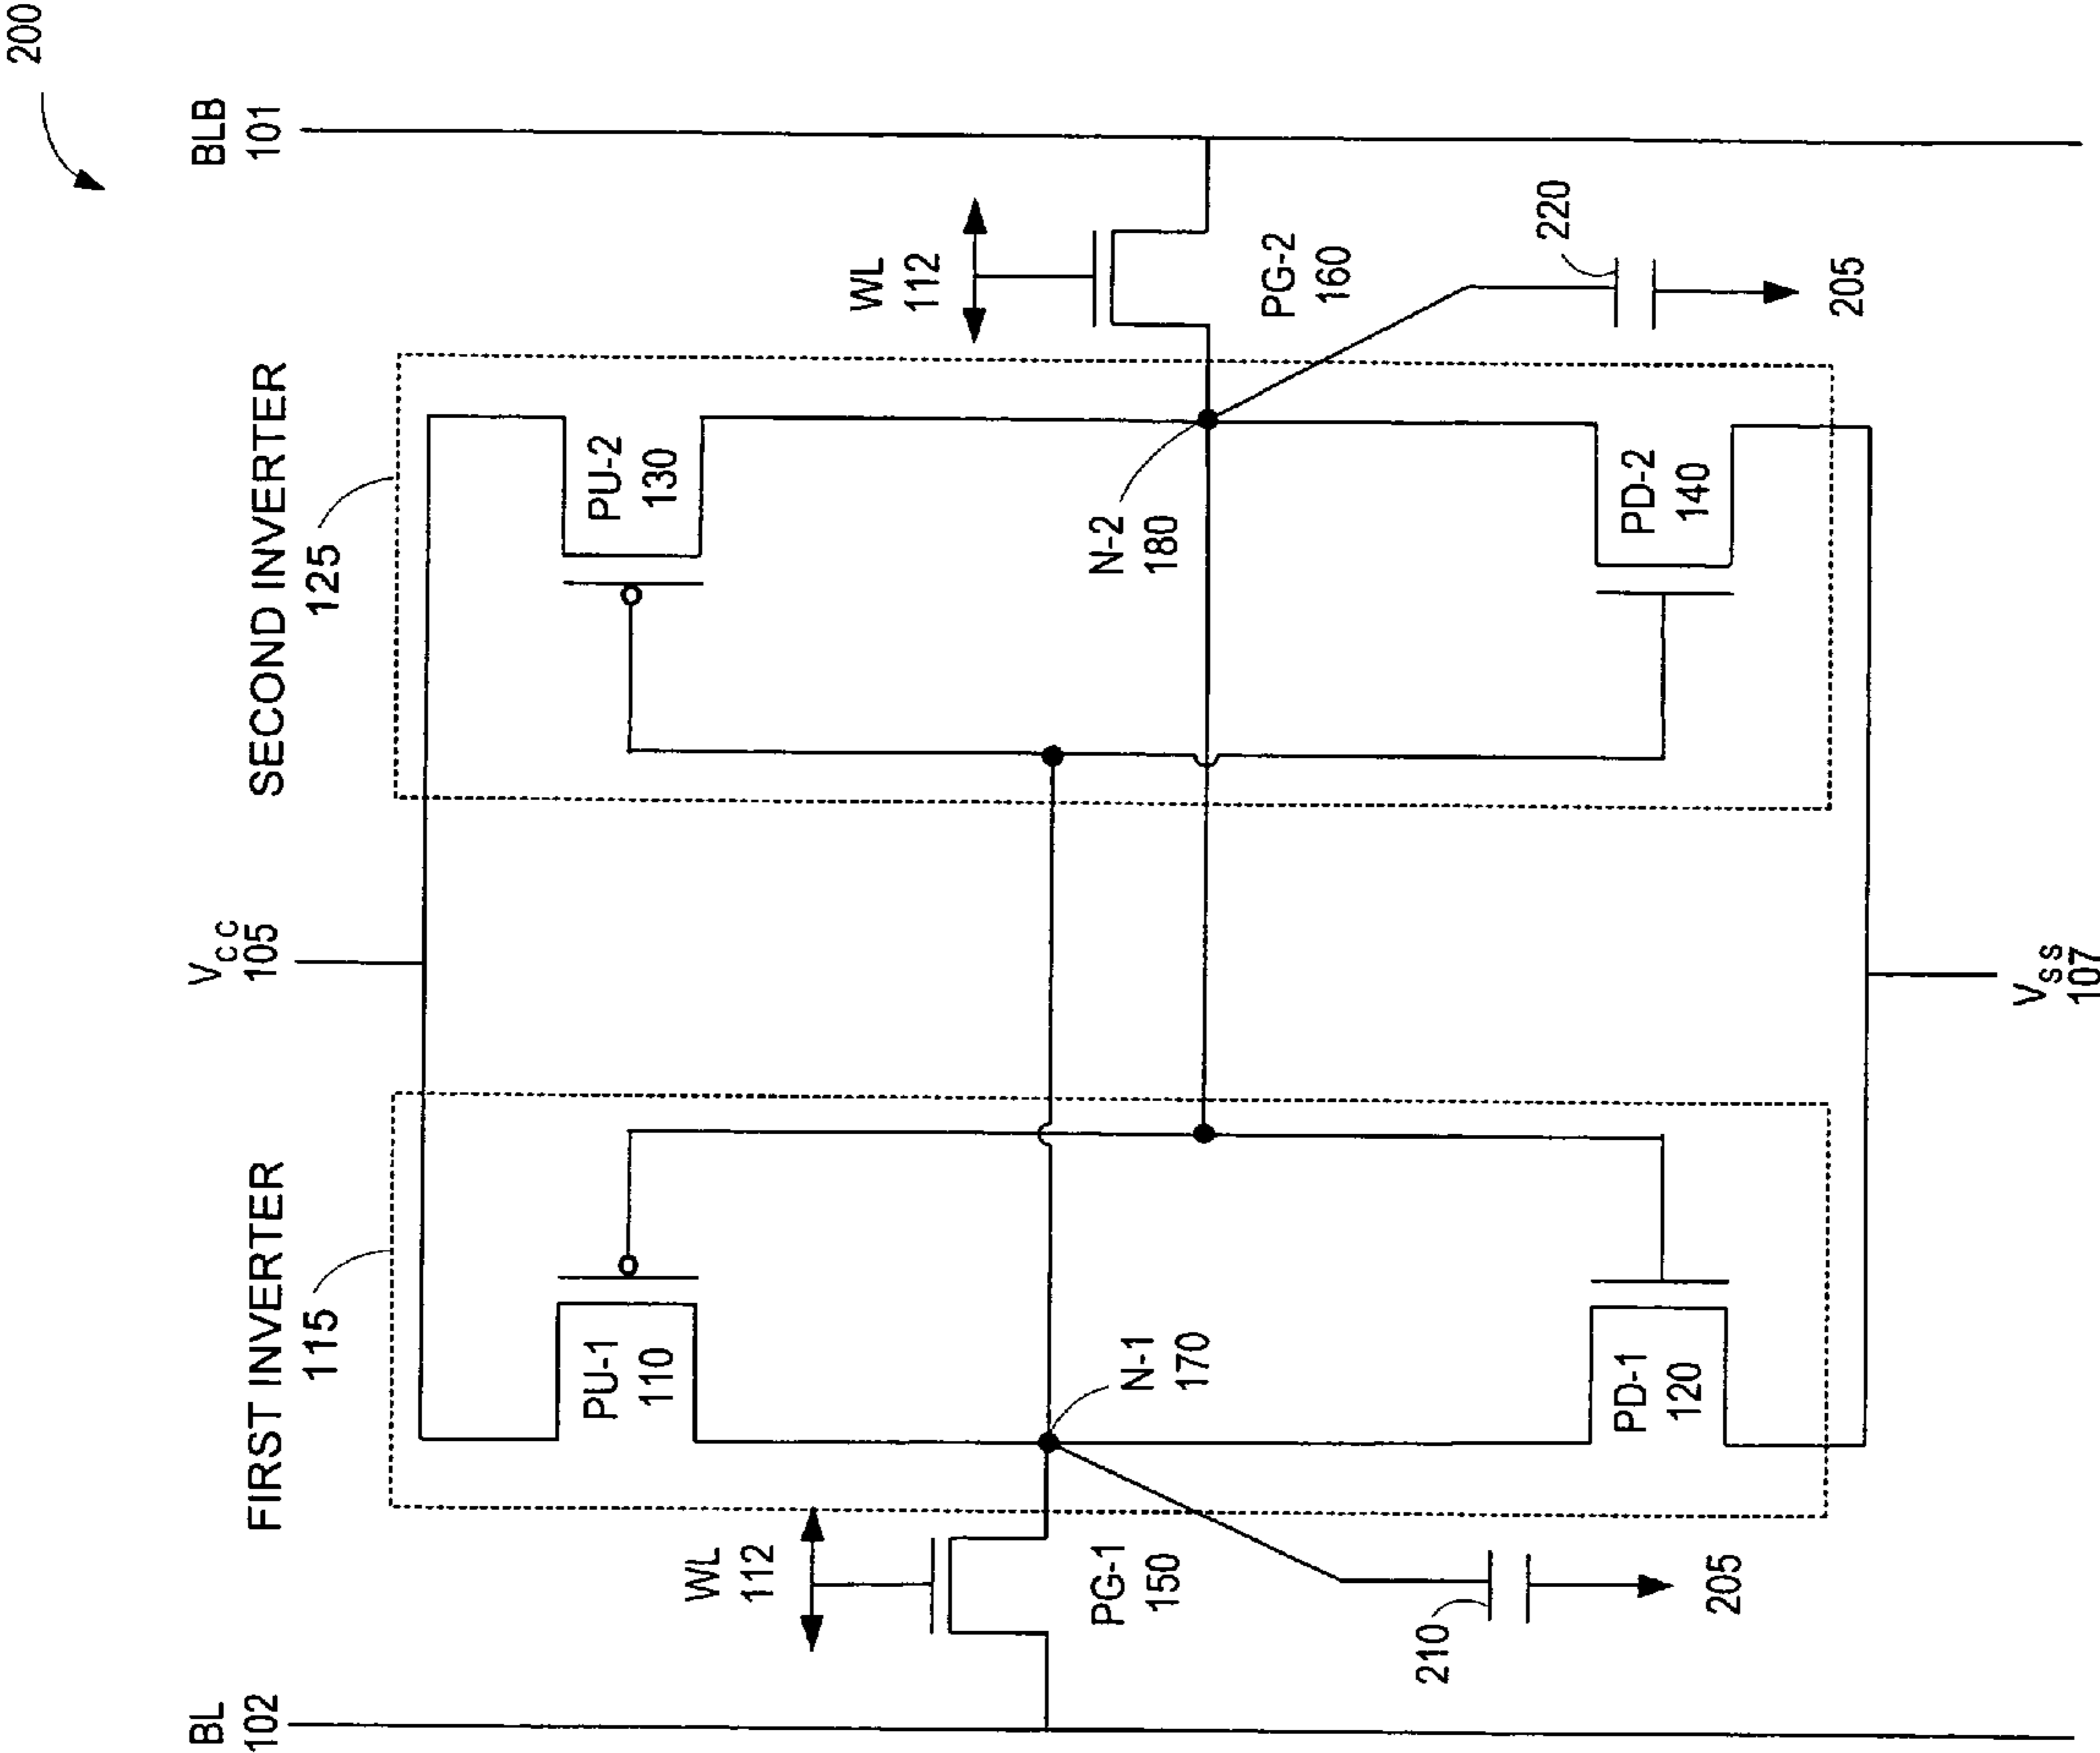 200
BL
102
VCC
105
BLB
101
FIRST INVERTER
115
SECOND INVERTER
125
PU-1
110
PU-2
130
WL
112
WL
112
N-1
170
N-2
180
PG-1
150
PG-2
160
210
220
PD-1
120
PD-2
140
205
205
VSS
107